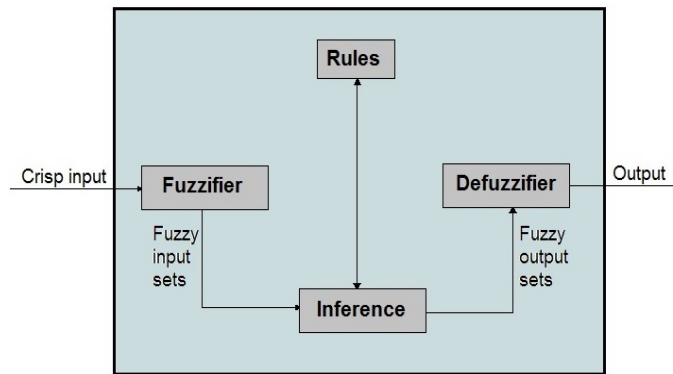 Rules
Crisp input
Fuzzifier
Defuzzifier
Output
Fuzzy
input
sets
Fuzzy
output
sets
Inference